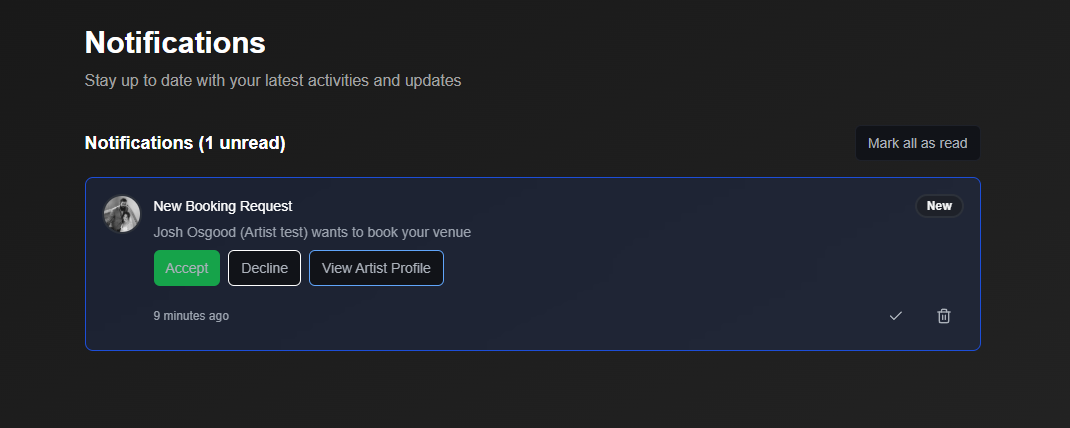 Notifications
Stay up to date with your latest activities and updates
Notifications (1 unread)
Mark all as read
New Booking Request
New
Josh Osgood (Artist test) wants to book your venue
Accept
Decline
View Artist Profile
9 minutes ago